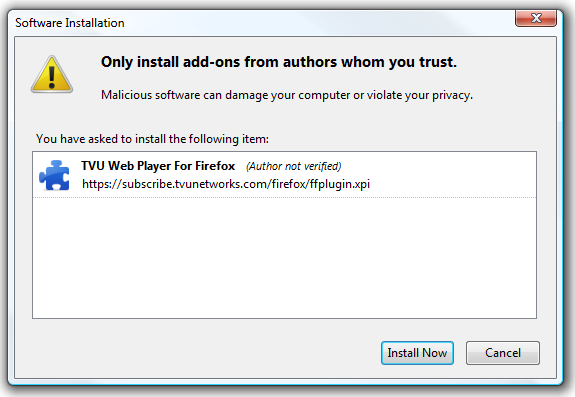 Software Installation
Only install add-ons from authors whom you trust.
Malicious software can damage your computer or violate your privacy.
You have asked to install the following item:
TVU Web Player For Firefox (Author not verified)
https://subscribe.tvunetworks.com/firefox/ffplugin.xpi
Install Now Cancel